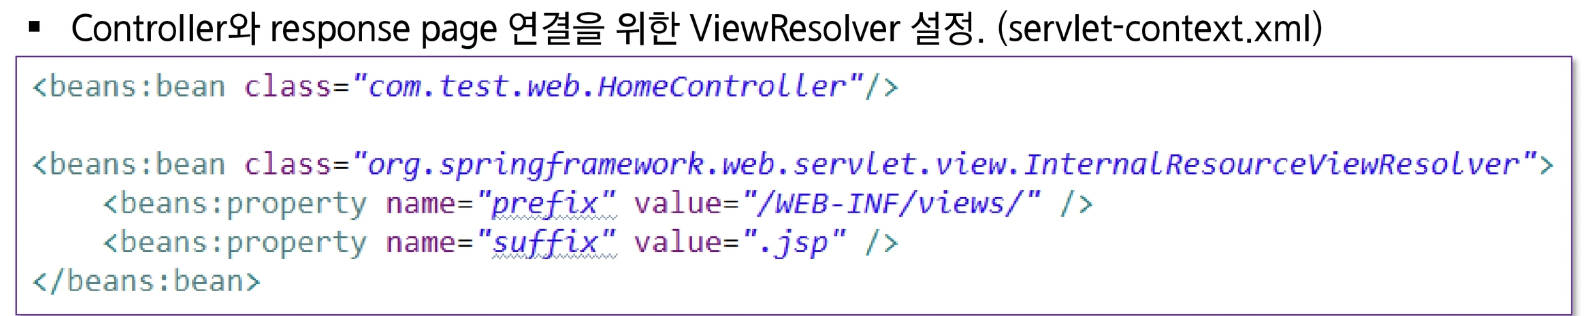 ▪ Controller와 response page 연결을 위한 ViewResolver 설정. (servlet-context.xml)
<beans:bean class="com.test.web.HomeController"/>
<beans:bean class="org.springframework.web.servlet.view.InternalResourceViewResolver">
<beans:property name="prefix" value="/WEB-INF/views/" />
<beans:property name="suffix" value=".jsp" />
</beans:bean>